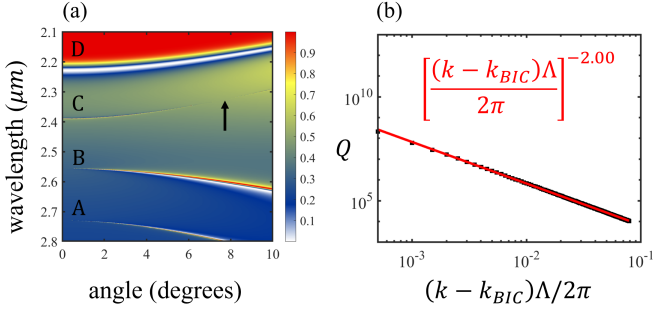 (a)
(b)
wavelength (μm)
2.1
2.2
2.3
2.4
2.5
2.6
2.7
2.8
D
C
B
A
0
2
4
6
8
10
angle (degrees)
0.9
0.8
0.7
0.6
0.5
0.4
0.3
0.2
0.1
Q
10^10
10^5
[(k − k_BIC)Λ / 2π]^−2.00
10^-3
10^-2
10^-1
(k − k_BIC)Λ/2π